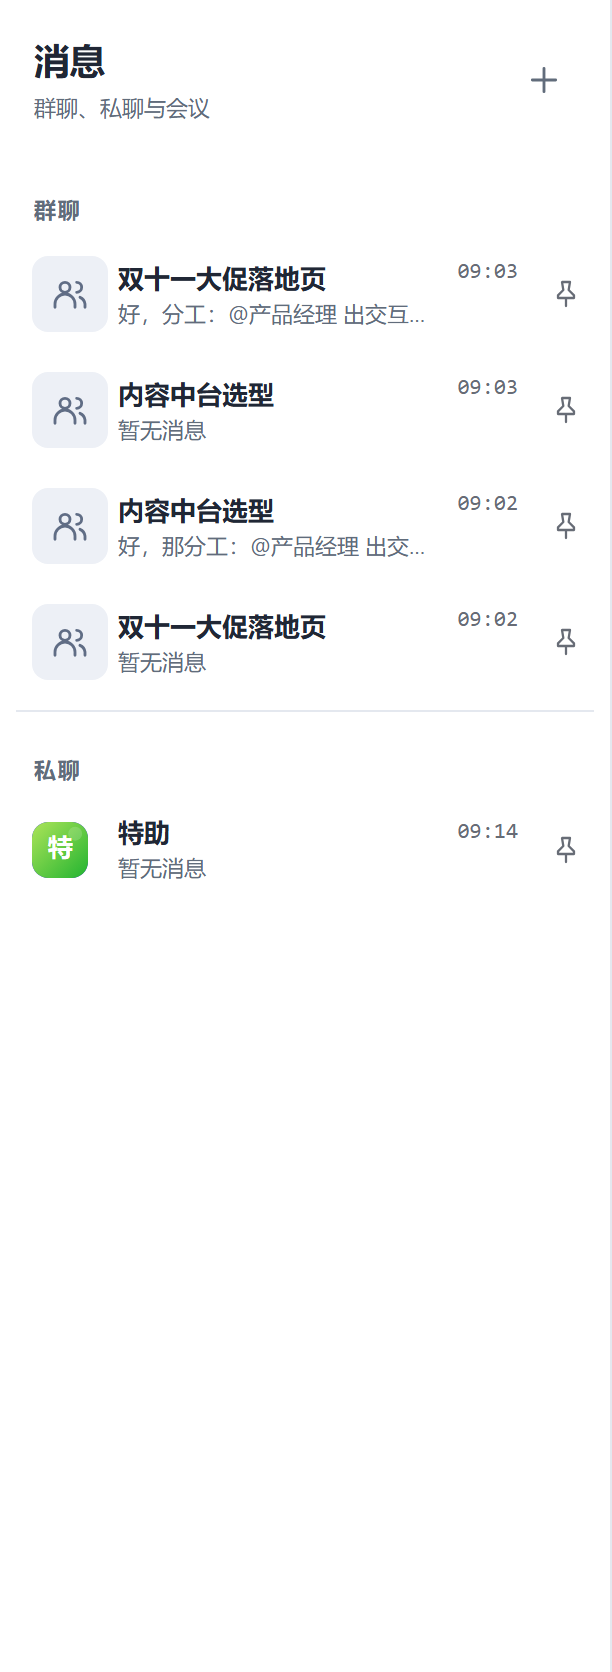 消息
群聊、私聊与会议
群聊
双十一大促落地页
09:03
好，分工：@产品经理 出交互...
内容中台选型
09:03
暂无消息
内容中台选型
09:02
好，那分工：@产品经理 出交...
双十一大促落地页
09:02
暂无消息
私聊
特
特助
09:14
暂无消息